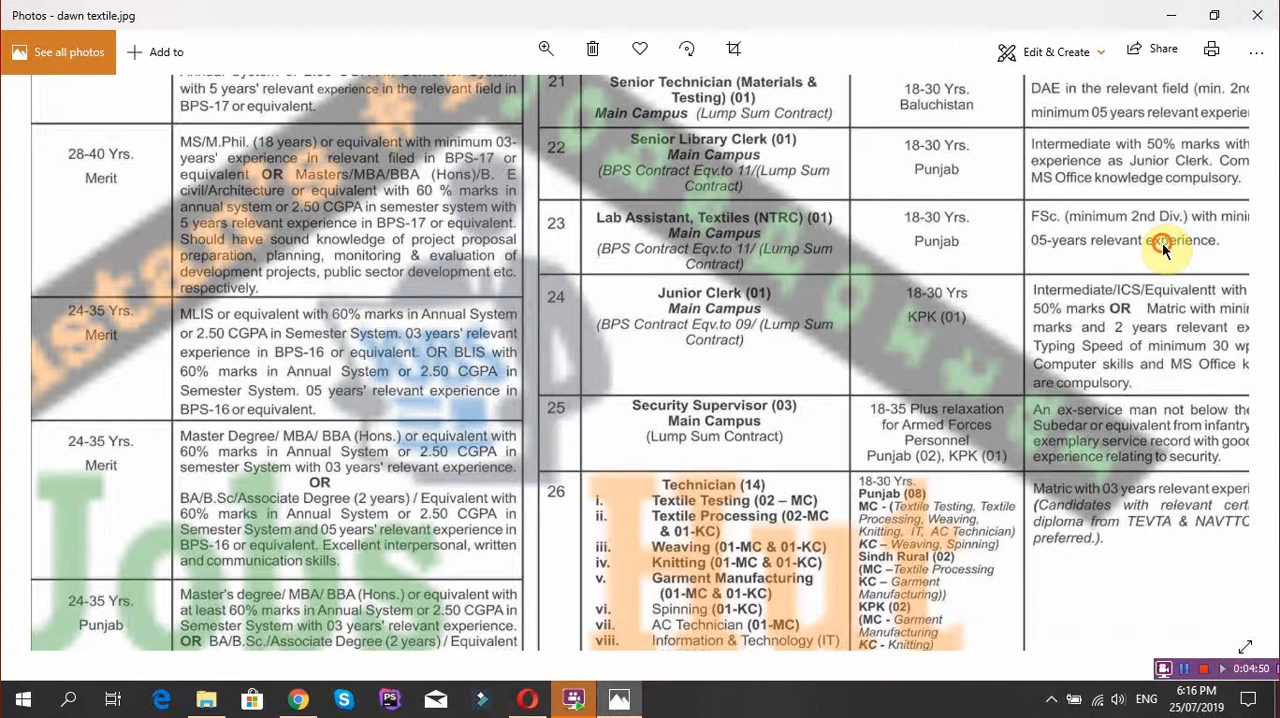 Photos - dawn textile.jpg
See all photos
Add to
Edit & Create
Share
with 5 years' relevant experience in the relevant field in
BPS-17 or equivalent.
28-40 Yrs.
Merit
MS/M.Phil. (18 years) or equivalent with minimum 03-
years' experience in relevant filed in BPS-17 or
equivalent OR Masters/MBA/BBA (Hons)/B. E
civil/Architecture or equivalent with 60 % marks in
annual system or 2.50 CGPA in semester system with
5 years relevant experience in BPS-17 or equivalent.
Should have sound knowledge of project proposal
preparation, planning, monitoring & evaluation of
development projects, public sector development etc.
respectively.
24-35 Yrs.
Merit
MLIS or equivalent with 60% marks in Annual System
or 2.50 CGPA in Semester System. 03 years' relevant
experience in BPS-16 or equivalent. OR BLIS with
60% marks in Annual System or 2.50 CGPA in
Semester System. 05 years' relevant experience in
BPS-16 or equivalent.
24-35 Yrs.
Merit
Master Degree/ MBA/ BBA (Hons.) or equivalent with
60% marks in Annual System or 2.50 CGPA in
semester System with 03 years' relevant experience.
OR
BA/B.Sc/Associate Degree (2 years) / Equivalent with
60% marks in Annual System or 2.50 CGPA in
Semester System and 05 years' relevant experience in
BPS-16 or equivalent. Excellent interpersonal, written
and communication skills.
24-35 Yrs.
Punjab
Master's degree/ MBA/ BBA (Hons.) or equivalent with
at least 60% marks in Annual System or 2.50 CGPA in
Semester System with 03 years' relevant experience.
OR BA/B.Sc./Associate Degree (2 years) / Equivalent
21
Senior Technician (Materials &
Testing) (01)
Main Campus (Lump Sum Contract)
18-30 Yrs.
Baluchistan
DAE in the relevant field (min. 2nd
minimum 05 years relevant experie
22
Senior Library Clerk (01)
Main Campus
(BPS Contract Eqv.to 11/(Lump Sum
Contract)
18-30 Yrs.
Punjab
Intermediate with 50% marks with
experience as Junior Clerk. Com
MS Office knowledge compulsory.
23
Lab Assistant, Textiles (NTRC) (01)
Main Campus
(BPS Contract Eqv.to 11/ (Lump Sum
Contract)
18-30 Yrs.
Punjab
FSc. (minimum 2nd Div.) with mini
05-years relevant experience.
24
Junior Clerk (01)
Main Campus
(BPS Contract Eqv.to 09/ (Lump Sum
Contract)
18-30 Yrs
KPK (01)
Intermediate/ICS/Equivalentt with
50% marks OR Matric with mini
marks and 2 years relevant ex
Typing Speed of minimum 30 wp
Computer skills and MS Office k
are compulsory.
25
Security Supervisor (03)
Main Campus
(Lump Sum Contract)
18-35 Plus relaxation
for Armed Forces
Personnel
Punjab (02), KPK (01)
An ex-service man not below the
Subedar or equivalent from infantry
exemplary service record with good
experience relating to security.
26
Technician (14)
i. Textile Testing (02 – MC)
ii. Textile Processing (02-MC
& 01-KC)
iii. Weaving (01-MC & 01-KC)
iv. Knitting (01-MC & 01-KC)
v. Garment Manufacturing
(01-MC & 01-KC)
vi. Spinning (01-KC)
vii. AC Technician (01-MC)
viii. Information & Technology (IT)
18-30 Yrs.
Punjab (08)
MC - (Textile Testing, Textile
Processing, Weaving,
Knitting, IT, AC Technician)
KC – Weaving, Spinning)
Sindh Rural (02)
(MC –Textile Processing
KC – Garment
Manufacturing))
KPK (02)
(MC - Garment
Manufacturing
KC - Knitting)
Matric with 03 years relevant experi
(Candidates with relevant cert
diploma from TEVTA & NAVTTC
preferred.).
Jobs
0:04:50
ENG
6:16 PM
25/07/2019